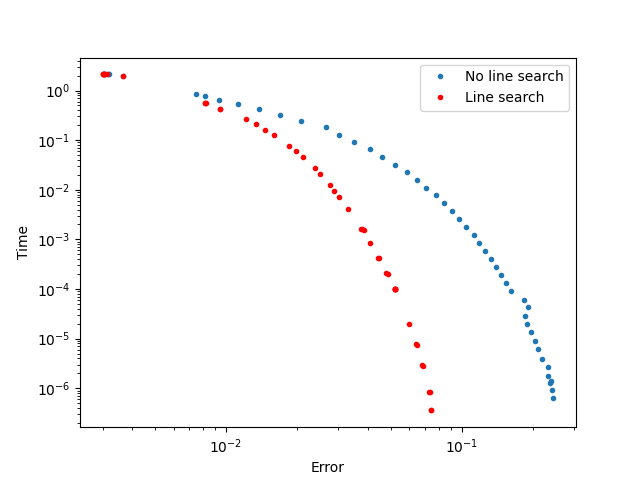 No line search
Line search
10⁰
10⁻¹
10⁻²
10⁻³
10⁻⁴
10⁻⁵
10⁻⁶
Time
10⁻²
10⁻¹
Error